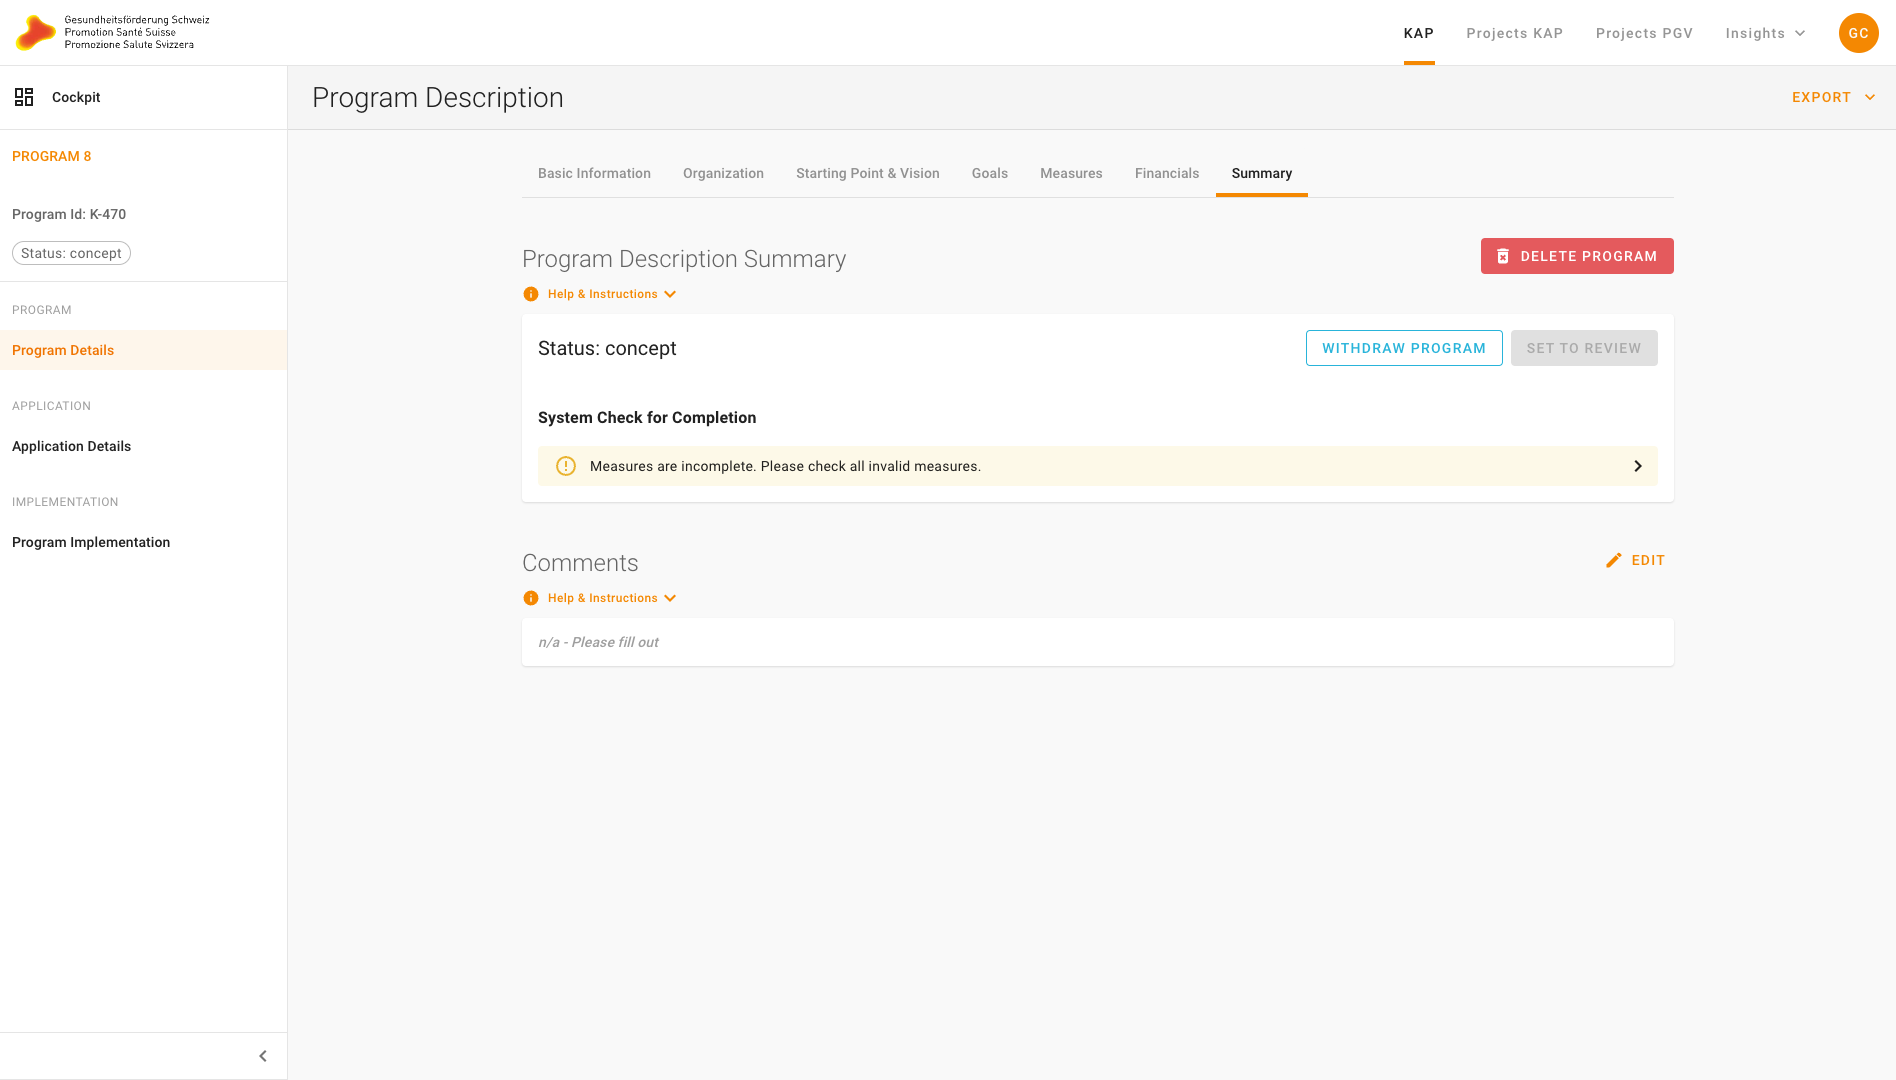 Gesundheitsförderung Schweiz
Promotion Santé Suisse
Promozione Salute Svizzera
KAP
Projects KAP
Projects PGV
Insights
GC
Cockpit
Program Description
EXPORT
PROGRAM 8
Program Id: K-470
Status: concept
PROGRAM
Program Details
APPLICATION
Application Details
IMPLEMENTATION
Program Implementation
Basic Information
Organization
Starting Point & Vision
Goals
Measures
Financials
Summary
Program Description Summary
DELETE PROGRAM
Help & Instructions
Status: concept
WITHDRAW PROGRAM
SET TO REVIEW
System Check for Completion
Measures are incomplete. Please check all invalid measures.
Comments
EDIT
Help & Instructions
n/a - Please fill out